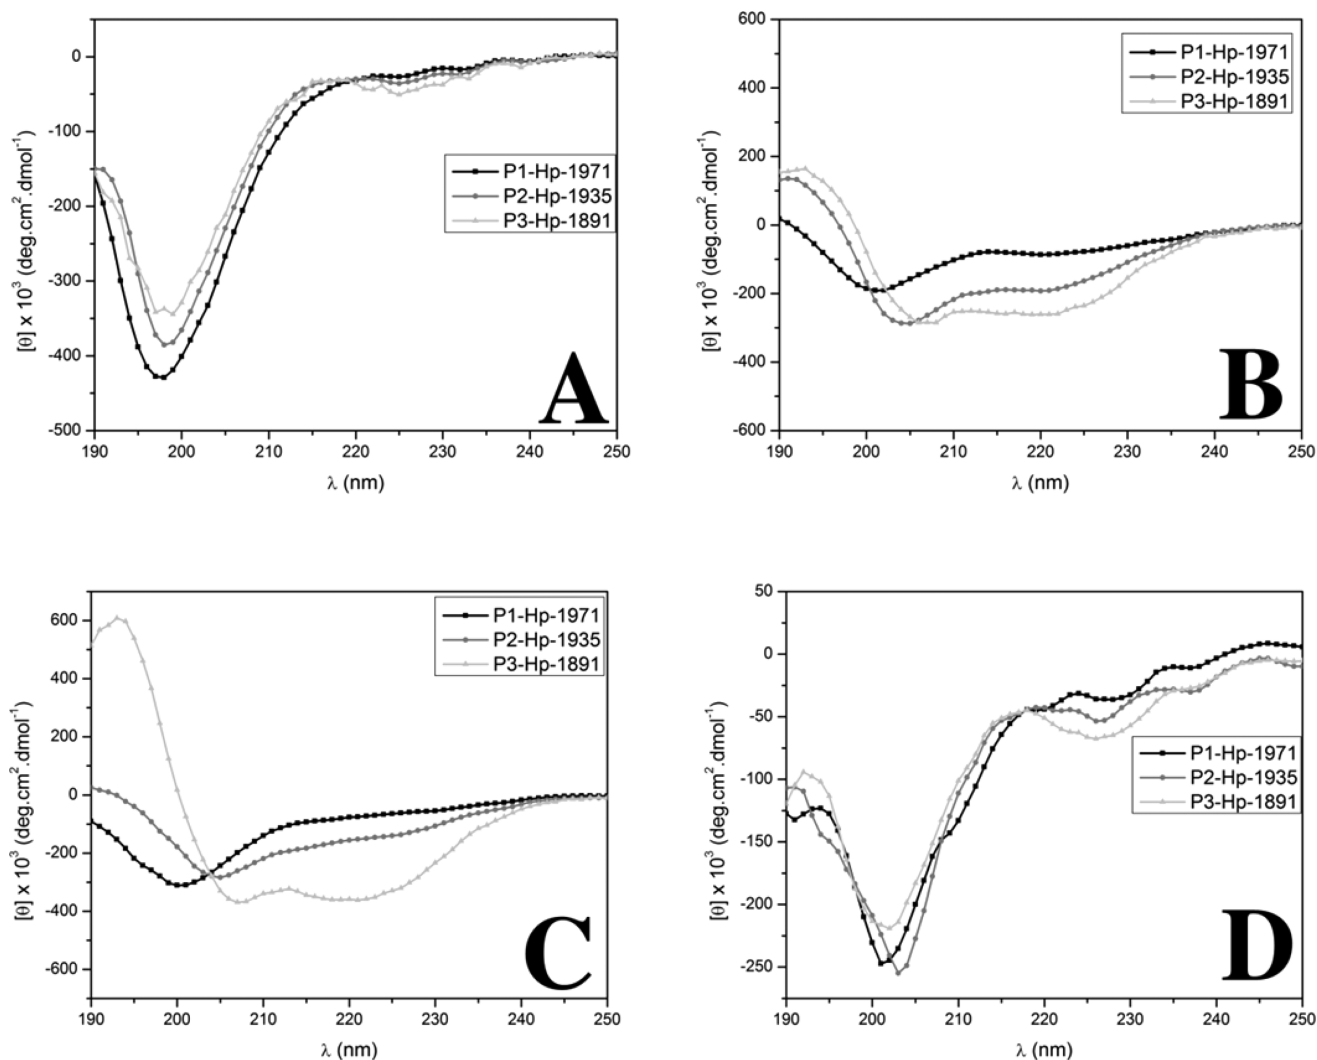 0
-100
-200
-300
-400
-500
190 200 210 220 230 240 250
λ (nm)
[θ] x 10³ (deg.cm².dmol⁻¹)
P1-Hp-1971
P2-Hp-1935
P3-Hp-1891
A
600
400
200
0
-200
-400
-600
190 200 210 220 230 240 250
λ (nm)
[θ] x 10³ (deg.cm².dmol⁻¹)
P1-Hp-1971
P2-Hp-1935
P3-Hp-1891
B
600
400
200
0
-200
-400
-600
190 200 210 220 230 240 250
λ (nm)
[θ] x 10³ (deg.cm².dmol⁻¹)
P1-Hp-1971
P2-Hp-1935
P3-Hp-1891
C
50
0
-50
-100
-150
-200
-250
190 200 210 220 230 240 250
λ (nm)
[θ] x 10³ (deg.cm².dmol⁻¹)
P1-Hp-1971
P2-Hp-1935
P3-Hp-1891
D